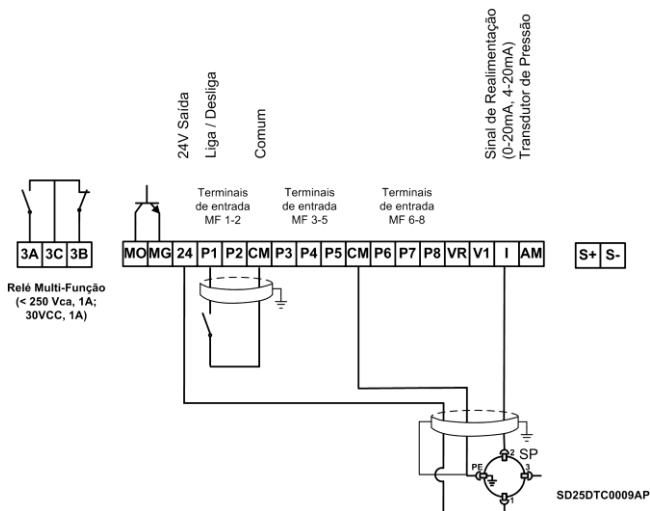 24V Saída
Liga / Desliga
Comum
Sinal de Realimentação
(0-20mA, 4-20mA)
Transdutor de Pressão
Terminais
de entrada
MF 1-2
Terminais
de entrada
MF 3-5
Terminais
de entrada
MF 6-8
3A 3C 3B
MO MG 24 P1 P2 CM P3 P4 P5 CM P6 P7 P8 VR V1 I AM
S+ S-
Relé Multi-Função
(< 250 Vca, 1A;
30VCC, 1A)
2 SP
PE 3
1
SD25DTC0009AP